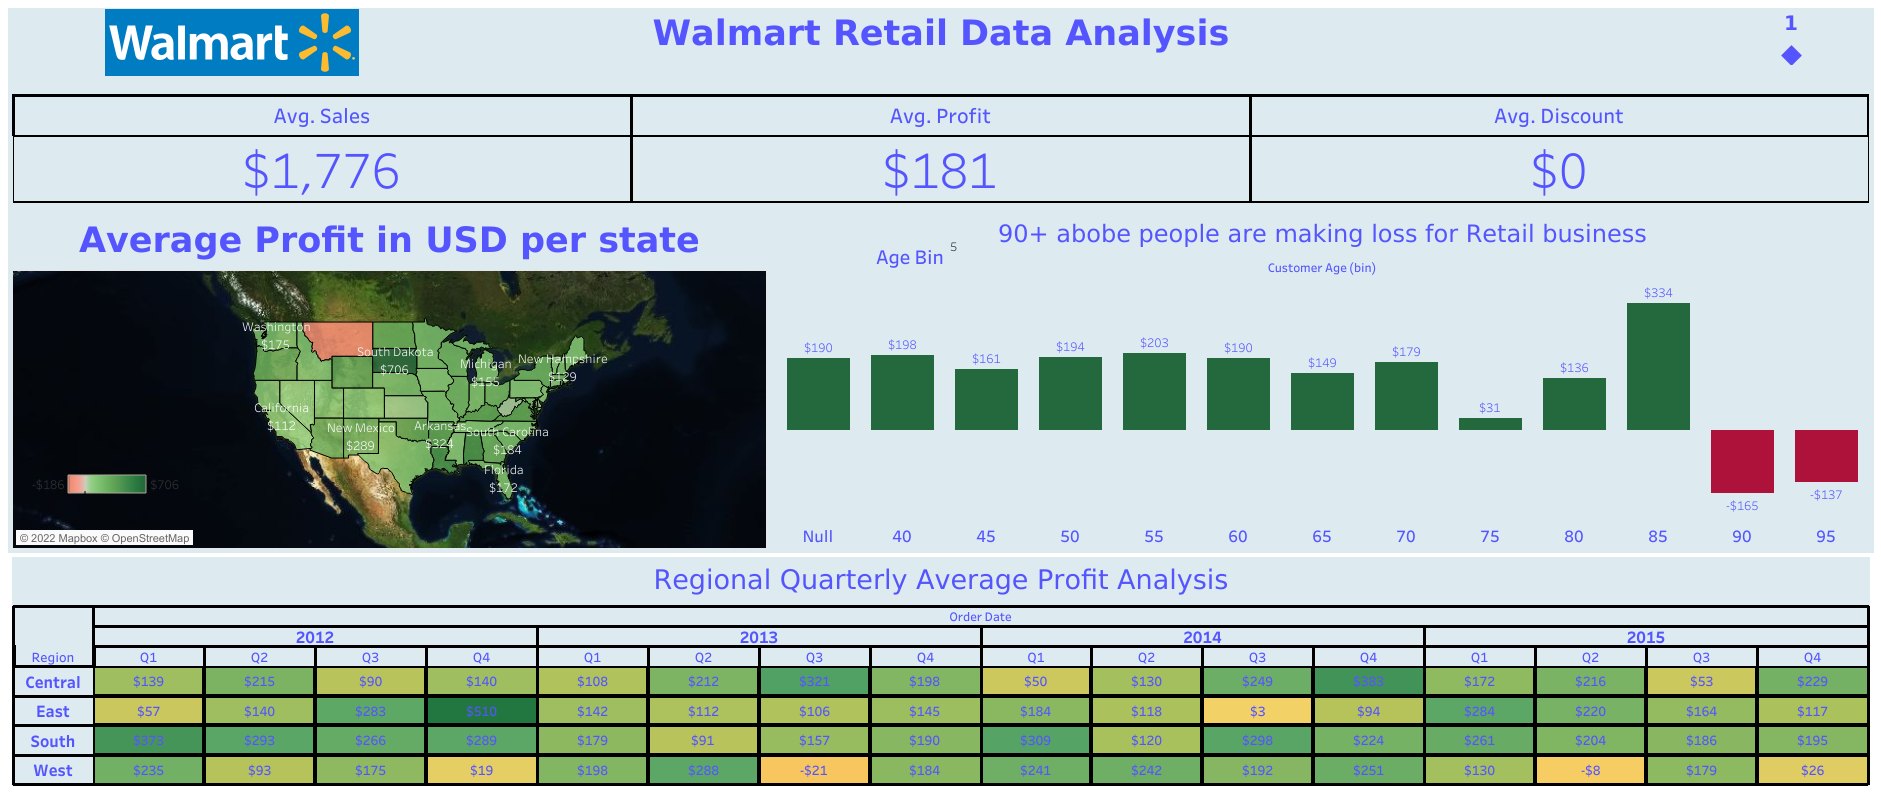 Walmart
Walmart Retail Data Analysis
1
Avg. Sales Avg. Profit Avg. Discount
$1,776 $181 $0
Average Profit in USD per state
Washington
$175
South Dakota
$706
Michigan
$155
New Hampshire
$129
California
$112
New Mexico
$289
Arkansas
$324
South Carolina
$184
Florida
$172
-$186 $706
© 2022 Mapbox © OpenStreetMap
90+ abobe people are making loss for Retail business
Age Bin 5
Customer Age (bin)
$190 $198 $161 $194 $203 $190 $149 $179 $31 $136 $334 -$165 -$137
Null 40 45 50 55 60 65 70 75 80 85 90 95
Regional Quarterly Average Profit Analysis
Order Date
2012 2013 2014 2015
Region Q1 Q2 Q3 Q4 Q1 Q2 Q3 Q4 Q1 Q2 Q3 Q4 Q1 Q2 Q3 Q4
Central $139 $215 $90 $140 $108 $212 $321 $198 $50 $130 $249 $383 $172 $216 $53 $229
East $57 $140 $283 $510 $142 $112 $106 $145 $184 $118 $3 $94 $284 $220 $164 $117
South $373 $293 $266 $289 $179 $91 $157 $190 $309 $120 $298 $224 $261 $204 $186 $195
West $235 $93 $175 $19 $198 $288 -$21 $184 $241 $242 $192 $251 $130 -$8 $179 $26